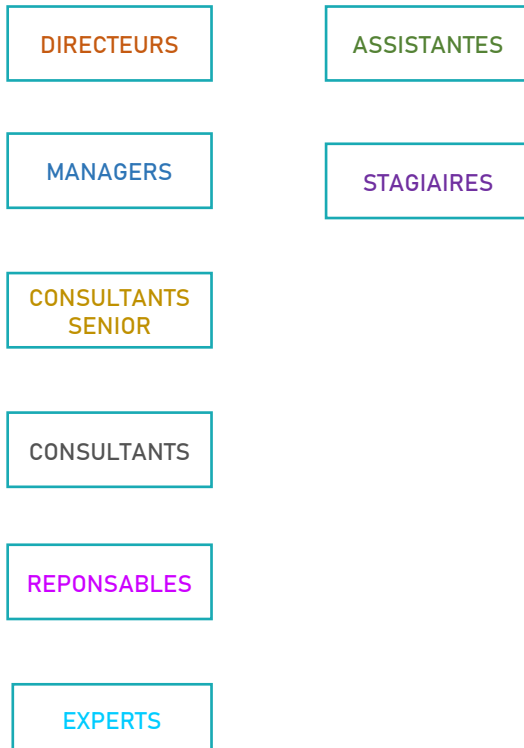 DIRECTEURS
ASSISTANTES
MANAGERS
STAGIAIRES
CONSULTANTS
SENIOR
CONSULTANTS
REPONSABLES
EXPERTS